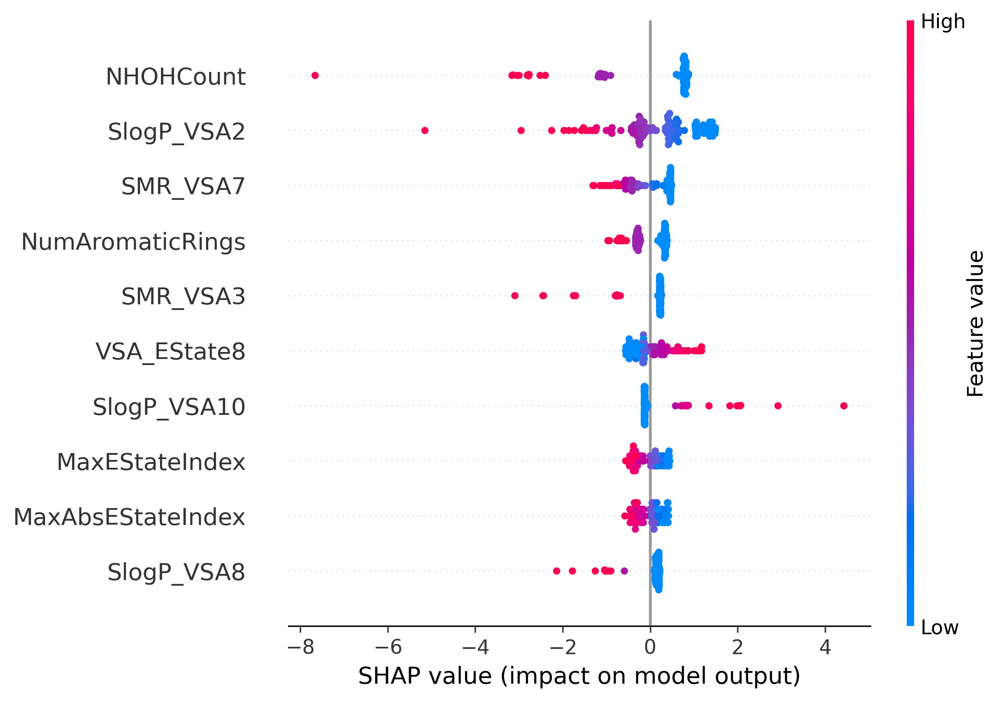 High
NHOHCount
SlogP_VSA2
SMR_VSA7
NumAromaticRings
SMR_VSA3
VSA_EState8
SlogP_VSA10
MaxEStateIndex
MaxAbsEStateIndex
SlogP_VSA8
Feature value
Low
−8 −6 −4 −2 0 2 4
SHAP value (impact on model output)